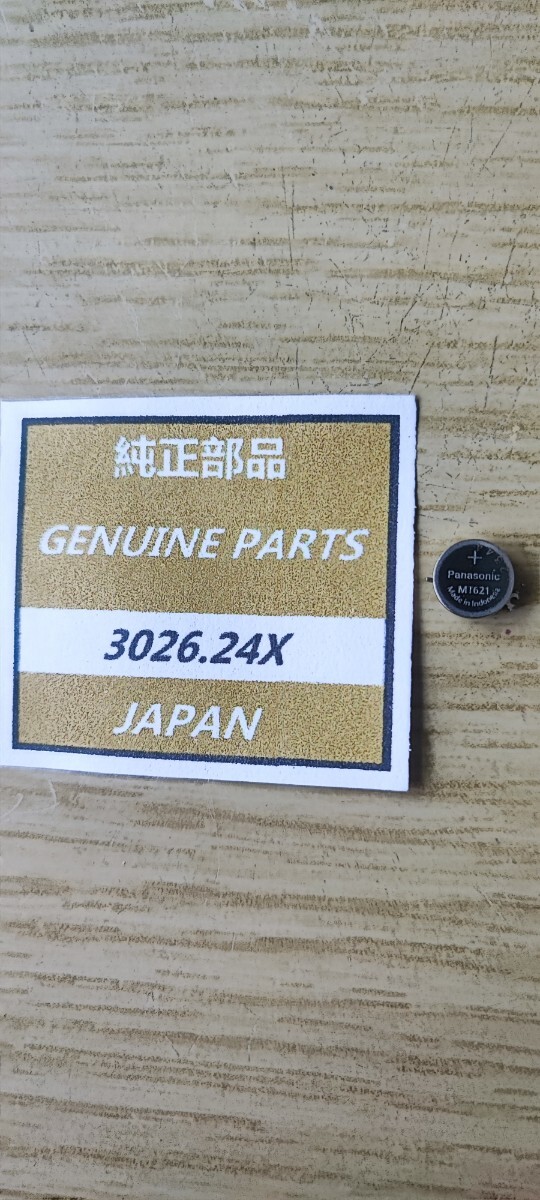 純正部品
GENUINE PARTS
3026.24X
JAPAN
+
Panasonic
MT621
Made in Indonesia